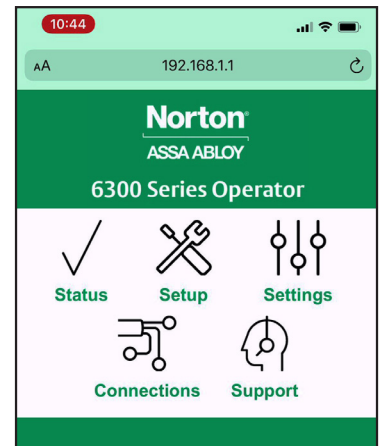 10:44
AA 192.168.1.1
Norton®
ASSA ABLOY
6300 Series Operator
Status Setup Settings
Connections Support